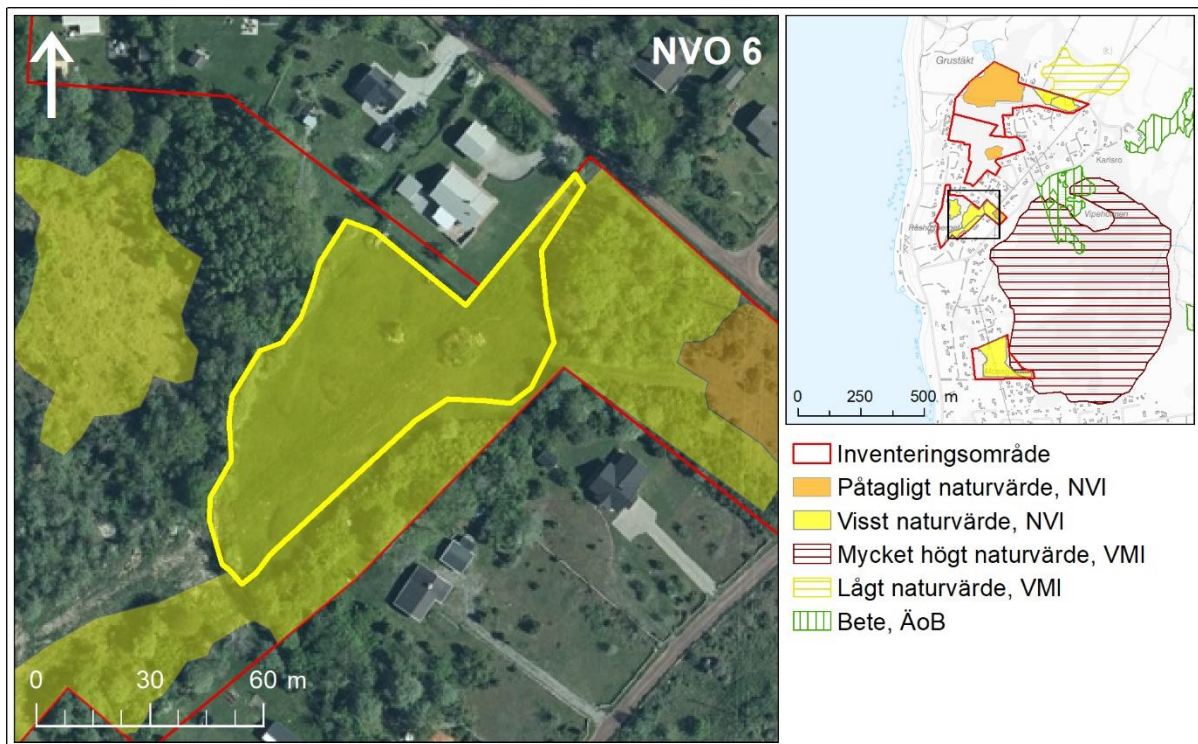 NVO 6
0 30 60 m
Grustäkt
Karlsro
Vipeholmen
0 250 500 m
Inventeringsområde
Påtagligt naturvärde, NVI
Visst naturvärde, NVI
Mycket högt naturvärde, VMI
Lågt naturvärde, VMI
Bete, ÄoB